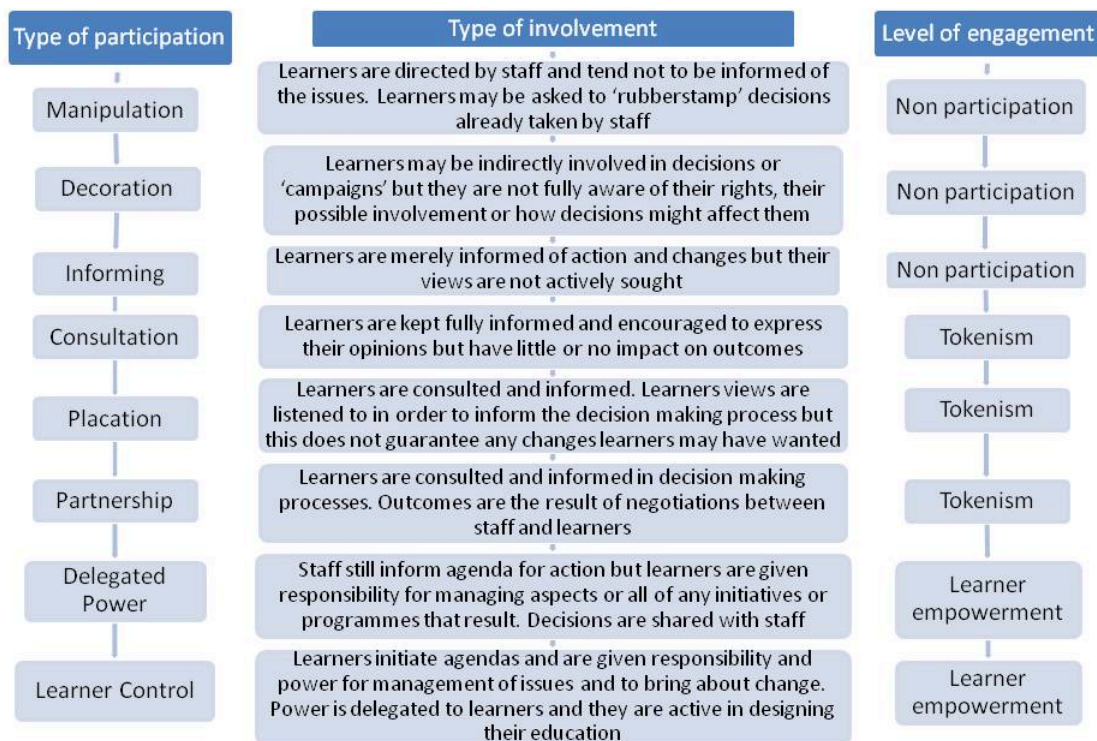 Type of participation
Type of involvement
Level of engagement
Manipulation
Learners are directed by staff and tend not to be informed of
the issues. Learners may be asked to ‘rubberstamp’ decisions
already taken by staff
Non participation
Decoration
Learners may be indirectly involved in decisions or
‘campaigns’ but they are not fully aware of their rights, their
possible involvement or how decisions might affect them
Non participation
Informing
Learners are merely informed of action and changes but their
views are not actively sought
Non participation
Consultation
Learners are kept fully informed and encouraged to express
their opinions but have little or no impact on outcomes
Tokenism
Placation
Learners are consulted and informed. Learners views are
listened to in order to inform the decision making process but
this does not guarantee any changes learners may have wanted
Tokenism
Partnership
Learners are consulted and informed in decision making
processes. Outcomes are the result of negotiations between
staff and learners
Tokenism
Delegated
Power
Staff still inform agenda for action but learners are given
responsibility for managing aspects or all of any initiatives or
programmes that result. Decisions are shared with staff
Learner
empowerment
Learner Control
Learners initiate agendas and are given responsibility and
power for management of issues and to bring about change.
Power is delegated to learners and they are active in designing
their education
Learner
empowerment